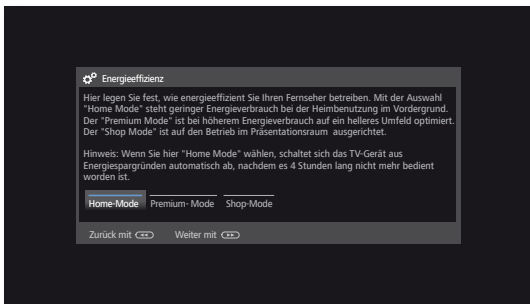 Energieeffizienz
Hier legen Sie fest, wie energieeffizient Sie Ihren Fernseher betreiben. Mit der Auswahl
"Home Mode" steht geringer Energieverbrauch bei der Heimbenutzung im Vordergrund.
Der "Premium Mode" ist bei höherem Energieverbrauch auf ein helleres Umfeld optimiert.
Der "Shop Mode" ist auf den Betrieb im Präsentationsraum ausgerichtet.
Hinweis: Wenn Sie hier "Home Mode" wählen, schaltet sich das TV-Gerät aus
Energiespargründen automatisch ab, nachdem es 4 Stunden lang nicht mehr bedient
worden ist.
Home-Mode Premium- Mode Shop-Mode
Zurück mit Weiter mit